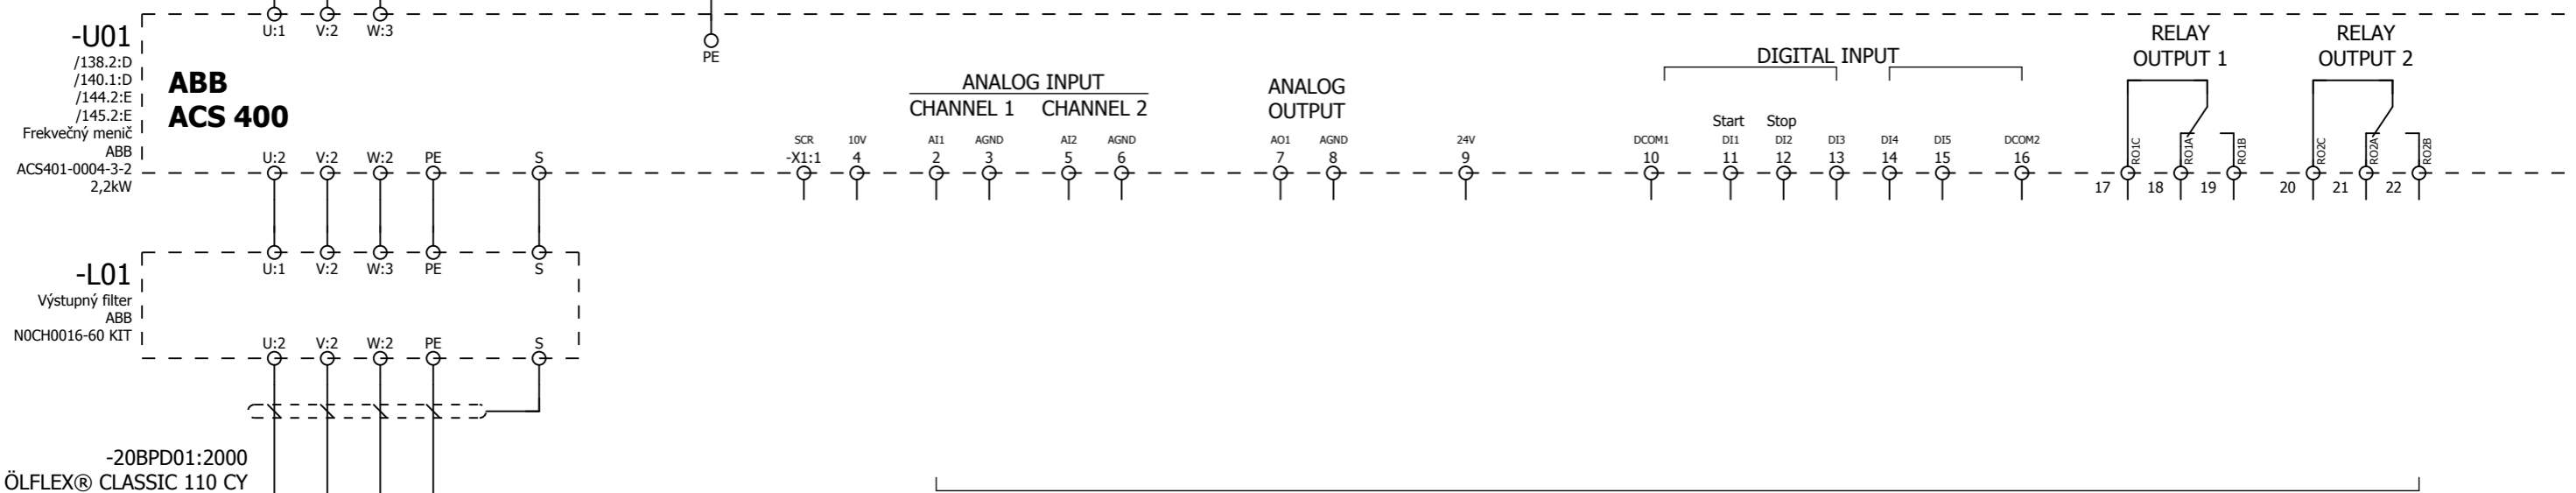 U:1 V:2 W:3
PE
-U01
/138.2:D
/140.1:D
/144.2:E
/145.2:E
Frekvečný menič
ABB
ACS401-0004-3-2
2,2kW
ABB
ACS 400
ANALOG INPUT
CHANNEL 1 CHANNEL 2
ANALOG
OUTPUT
DIGITAL INPUT
RELAY
OUTPUT 1
RELAY
OUTPUT 2
Start Stop
SCR 10V AI1 AGND AI2 AGND AO1 AGND 24V DCOM1 DI1 DI2 DI3 DI4 DI5 DCOM2
U:2 V:2 W:2 PE S -X1:1 4 2 3 5 6 7 8 9 10 11 12 13 14 15 16
RO1C RO1A RO1B RO2C RO2A RO2B
17 18 19 20 21 22
U:1 V:2 W:3 PE S
-L01
Výstupný filter
ABB
N0CH0016-60 KIT
U:2 V:2 W:2 PE S
-20BPD01:2000
ÖLFLEX® CLASSIC 110 CY